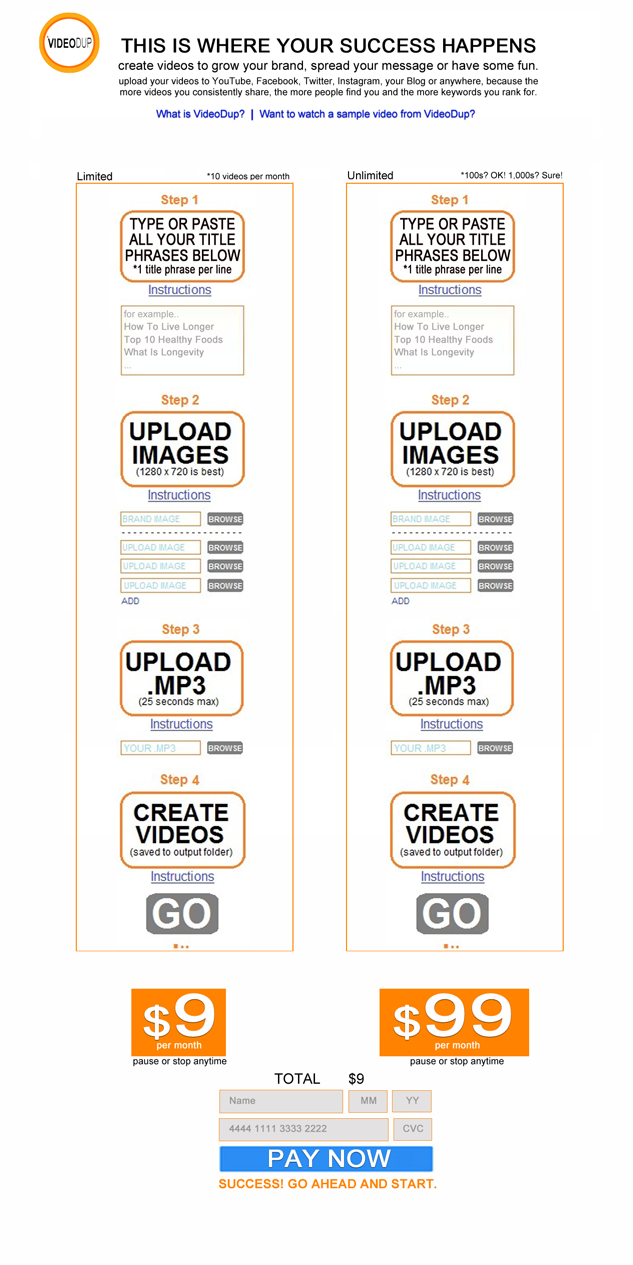 VIDEODUP
THIS IS WHERE YOUR SUCCESS HAPPENS
create videos to grow your brand, spread your message or have some fun.
upload your videos to YouTube, Facebook, Twitter, Instagram, your Blog or anywhere, because the
more videos you consistently share, the more people find you and the more keywords you rank for.
What is VideoDup? | Want to watch a sample video from VideoDup?
Limited *10 videos per month
Step 1
TYPE OR PASTE
ALL YOUR TITLE
PHRASES BELOW
*1 title phrase per line
Instructions
for example..
How To Live Longer
Top 10 Healthy Foods
What Is Longevity
...
Step 2
UPLOAD
IMAGES
(1280 x 720 is best)
Instructions
BRAND IMAGE BROWSE
UPLOAD IMAGE BROWSE
UPLOAD IMAGE BROWSE
UPLOAD IMAGE BROWSE
ADD
Step 3
UPLOAD
.MP3
(25 seconds max)
Instructions
YOUR .MP3 BROWSE
Step 4
CREATE
VIDEOS
(saved to output folder)
Instructions
GO
Unlimited *100s? OK! 1,000s? Sure!
Step 1
TYPE OR PASTE
ALL YOUR TITLE
PHRASES BELOW
*1 title phrase per line
Instructions
for example..
How To Live Longer
Top 10 Healthy Foods
What Is Longevity
...
Step 2
UPLOAD
IMAGES
(1280 x 720 is best)
Instructions
BRAND IMAGE BROWSE
UPLOAD IMAGE BROWSE
UPLOAD IMAGE BROWSE
UPLOAD IMAGE BROWSE
ADD
Step 3
UPLOAD
.MP3
(25 seconds max)
Instructions
YOUR .MP3 BROWSE
Step 4
CREATE
VIDEOS
(saved to output folder)
Instructions
GO
$9
per month
pause or stop anytime
$99
per month
pause or stop anytime
TOTAL $9
Name MM YY
4444 1111 3333 2222 CVC
PAY NOW
SUCCESS! GO AHEAD AND START.